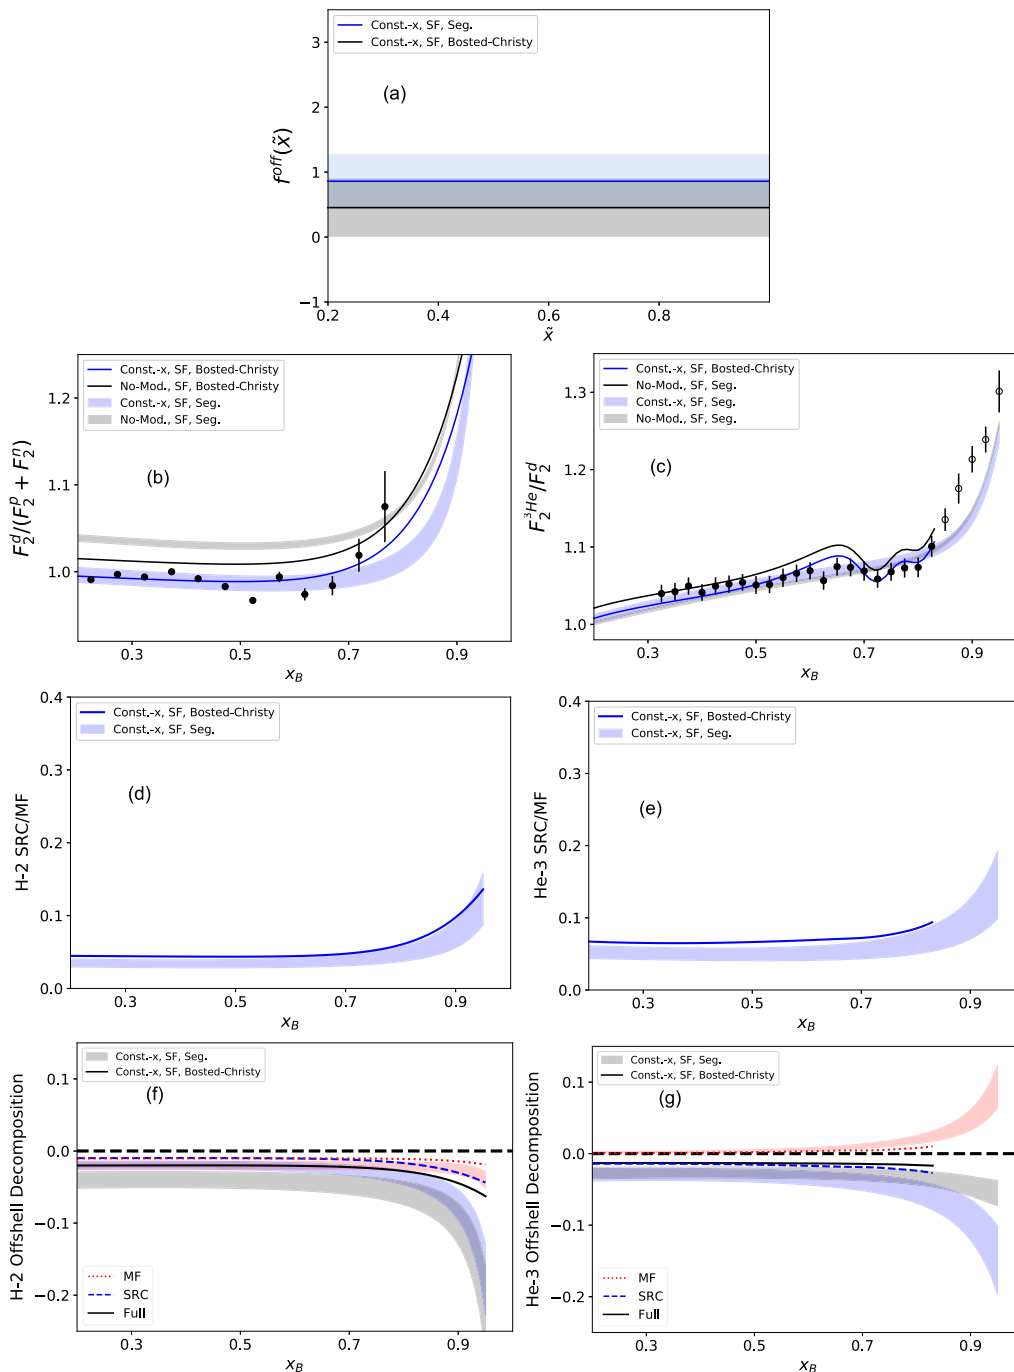 Const.-x, SF, Seg.
Const.-x, SF, Bosted-Christy
(a)
f^{off}(x̃)
3
2
1
0
−1
0.2
0.4
0.6
0.8
x̃
Const.-x, SF, Bosted-Christy
No-Mod., SF, Bosted-Christy
Const.-x, SF, Seg.
No-Mod., SF, Seg.
(b)
F_2^d/(F_2^p + F_2^n)
1.2
1.1
1.0
0.3
0.5
0.7
0.9
x_B
Const.-x, SF, Bosted-Christy
No-Mod., SF, Seg.
Const.-x, SF, Seg.
No-Mod., SF, Seg.
(c)
F_2^{3He}/F_2^d
1.3
1.2
1.1
1.0
0.3
0.5
0.7
0.9
x_B
Const.-x, SF, Bosted-Christy
Const.-x, SF, Seg.
(d)
H-2 SRC/MF
0.4
0.3
0.2
0.1
0.0
0.3
0.5
0.7
0.9
x_B
Const.-x, SF, Bosted-Christy
Const.-x, SF, Seg.
(e)
He-3 SRC/MF
0.4
0.3
0.2
0.1
0.0
0.3
0.5
0.7
0.9
x_B
Const.-x, SF, Seg.
Const.-x, SF, Bosted-Christy
(f)
H-2 Offshell Decomposition
0.1
0.0
−0.1
−0.2
MF
SRC
Full
0.3
0.5
0.7
0.9
x_B
Const.-x, SF, Seg.
Const.-x, SF, Bosted-Christy
(g)
He-3 Offshell Decomposition
0.1
0.0
−0.1
−0.2
MF
SRC
Full
0.3
0.5
0.7
0.9
x_B